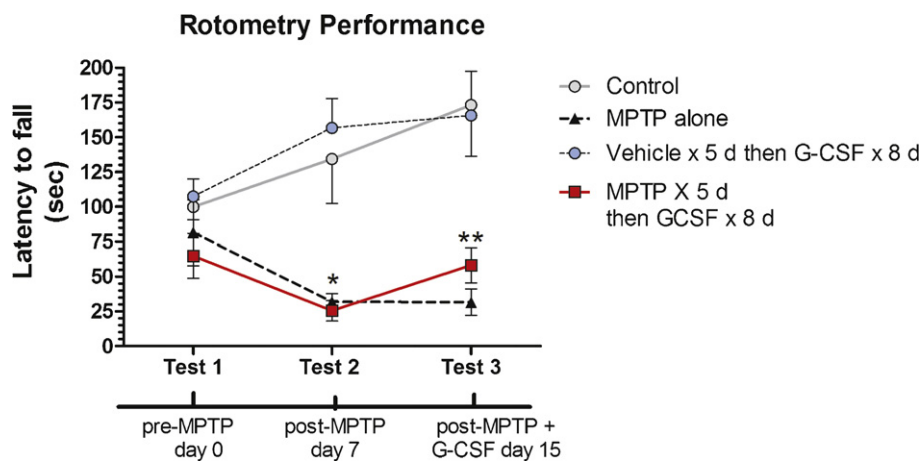 Rotometry Performance
Latency to fall
(sec)
200
175
150
125
100
75
50
25
0
*
**
Control
MPTP alone
Vehicle x 5 d then G-CSF x 8 d
MPTP X 5 d
then GCSF x 8 d
Test 1
Test 2
Test 3
pre-MPTP
day 0
post-MPTP
day 7
post-MPTP +
G-CSF day 15